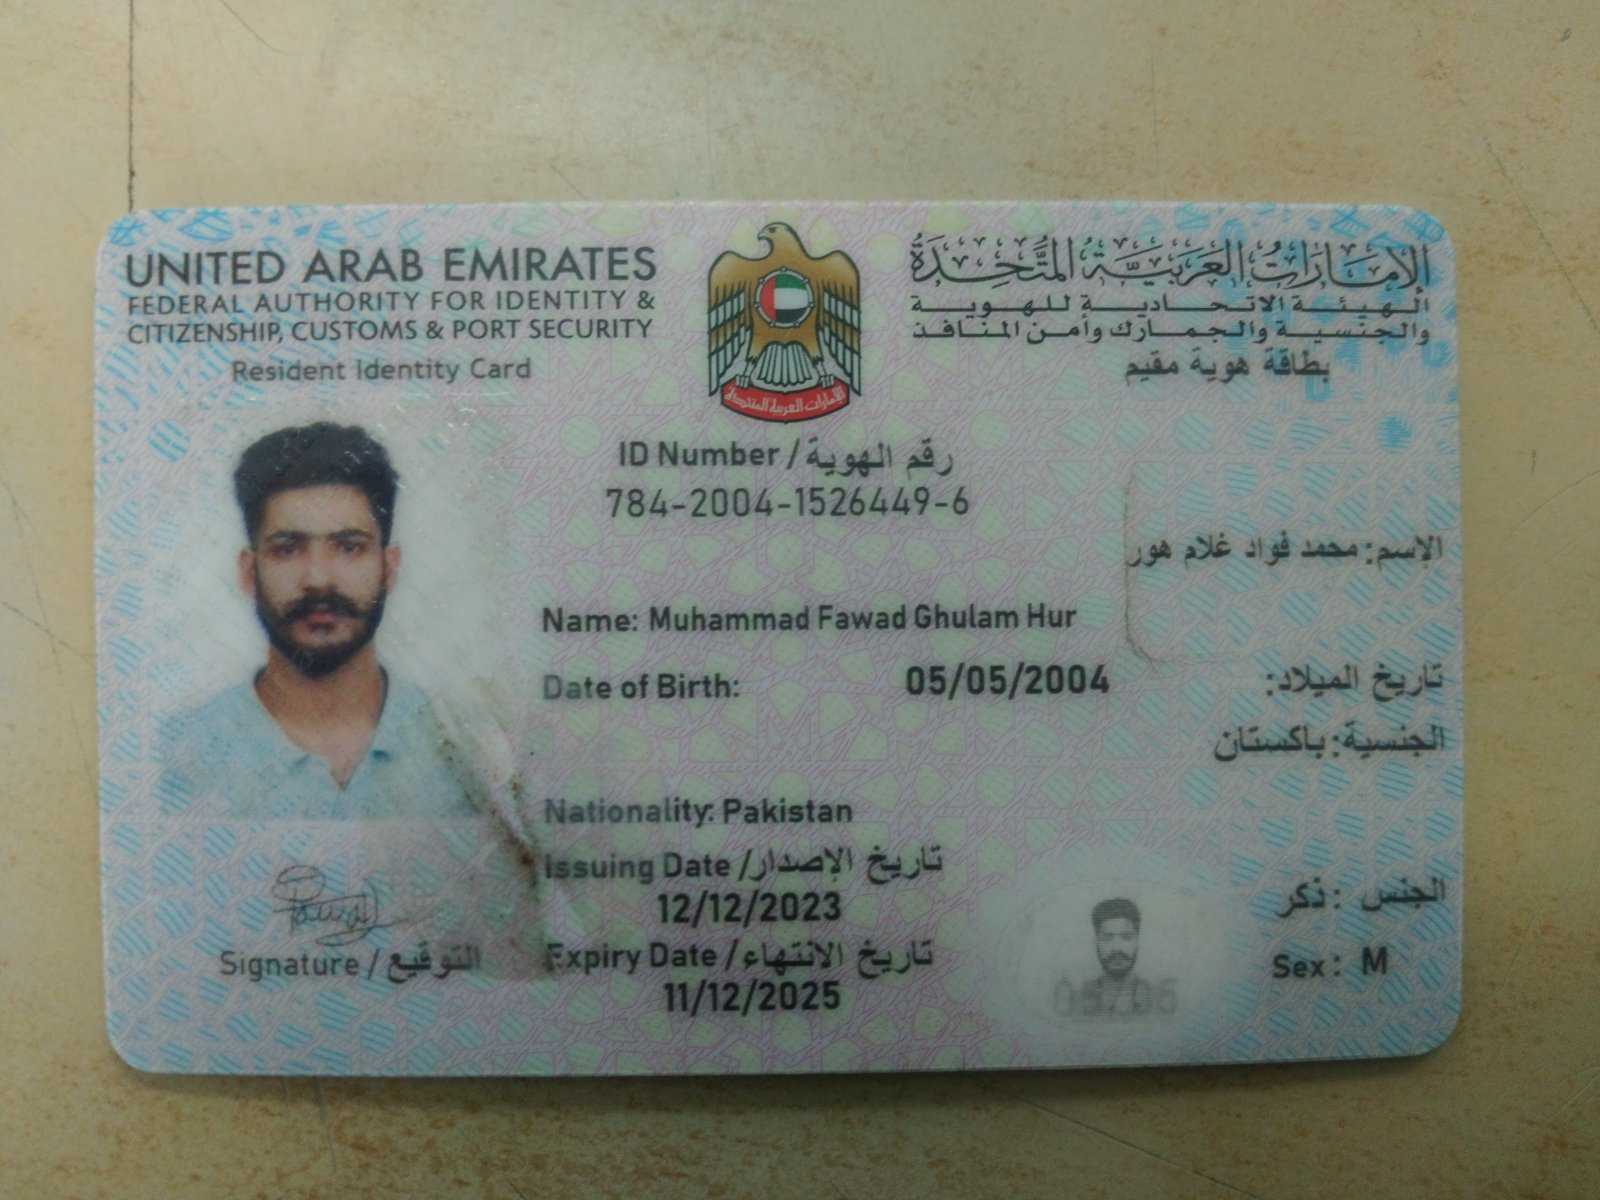 UNITED ARAB EMIRATES
FEDERAL AUTHORITY FOR IDENTITY &
CITIZENSHIP, CUSTOMS & PORT SECURITY
Resident Identity Card
الإمارات العربية المتحدة
الهيئة الاتحادية للهوية
والجنسية والجمارك وأمن المنافذ
بطاقة هوية مقيم
الإمارات العربية المتحدة
ID Number / رقم الهوية
784-2004-1526449-6
الإسم: محمد فواد غلام هور
Name: Muhammad Fawad Ghulam Hur
Date of Birth: 05/05/2004 تاريخ الميلاد:
الجنسية: باكستان
Nationality: Pakistan
Issuing Date / تاريخ الإصدار
12/12/2023
الجنس : ذكر
Expiry Date / تاريخ الانتهاء
11/12/2025
Sex: M
Signature / التوقيع